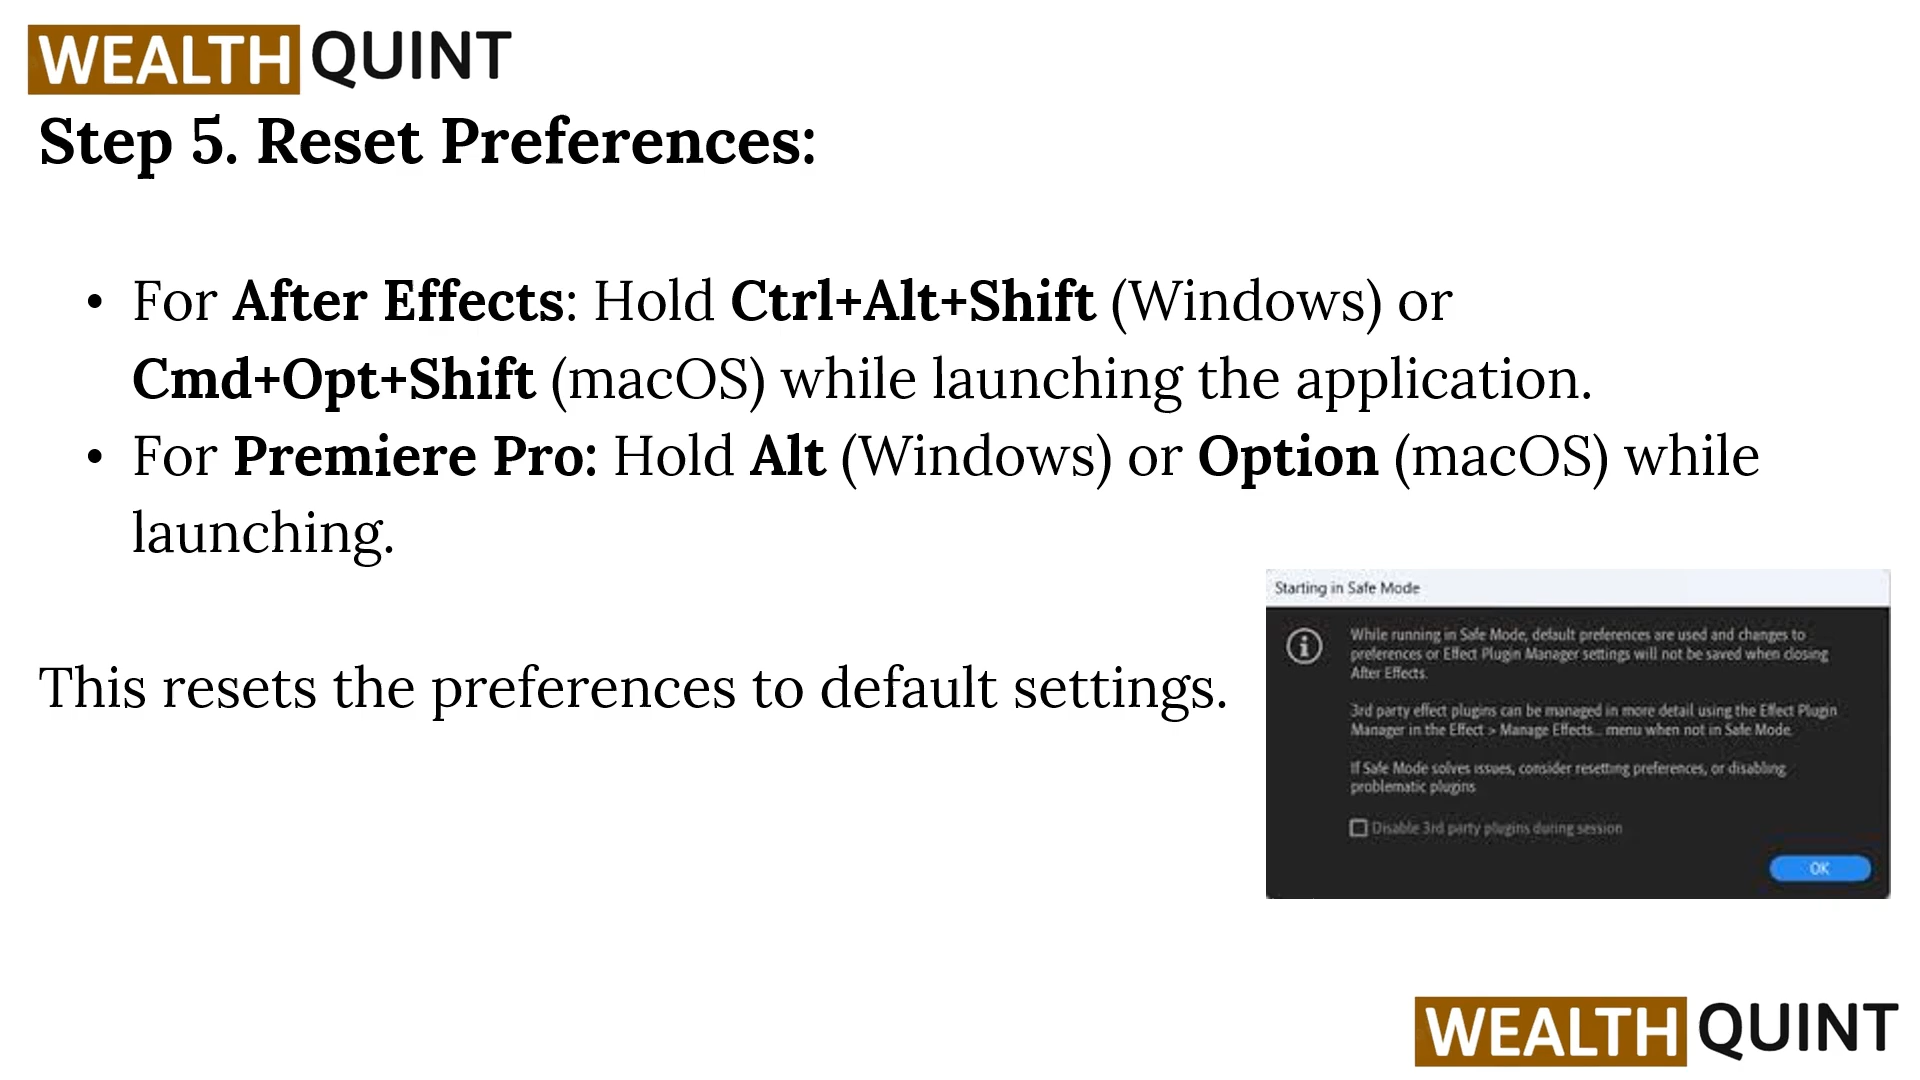 WEALTH QUINT
Step 5. Reset Preferences:
• For After Effects: Hold Ctrl+Alt+Shift (Windows) or
Cmd+Opt+Shift (macOS) while launching the application.
• For Premiere Pro: Hold Alt (Windows) or Option (macOS) while
launching.
This resets the preferences to default settings.
Starting in Safe Mode
While running in Safe Mode, default preferences are used and changes to
preferences or Effect Plugin Manager settings will not be saved when closing
After Effects.
3rd party effect plugins can be managed in more detail using the Effect Plugin
Manager in the Effect > Manage Effects... menu when not in Safe Mode.
If Safe Mode solves issues, consider resetting preferences, or disabling
problematic plugins
Disable 3rd party plugins during session
OK
WEALTH QUINT